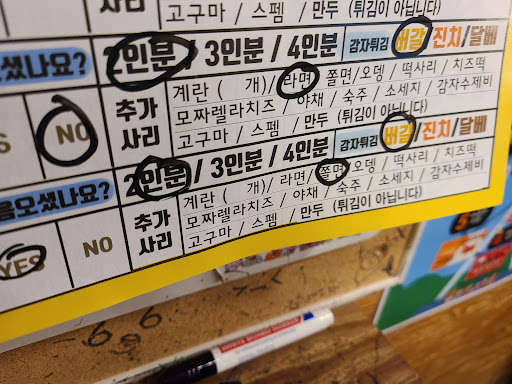 사리
고구마 / 스펨 / 만두 (튀김이 아닙니다)
오셨나요?
2인분 / 3인분 / 4인분
감자튀김 버갈/진치/달베
NO
추가
사리
계란 ( 개)/ 라면/ 쫄면/오뎅 / 떡사리 / 치즈떡
모짜렐라치즈 / 야채 / 숙주 / 소세지 / 감자수제비
고구마 / 스펨 / 만두 (튀김이 아닙니다)
음오셨나요?
2인분 / 3인분 / 4인분
감자튀김 버갈/진치/달베
YES
NO
추가
사리
계란 ( 개)/ 라면/ 쫄면/오뎅 / 떡사리 / 치즈떡
모짜렐라치즈 / 야채 / 숙주 / 소세지 / 감자수제비
고구마 / 스펨 / 만두 (튀김이 아닙니다)